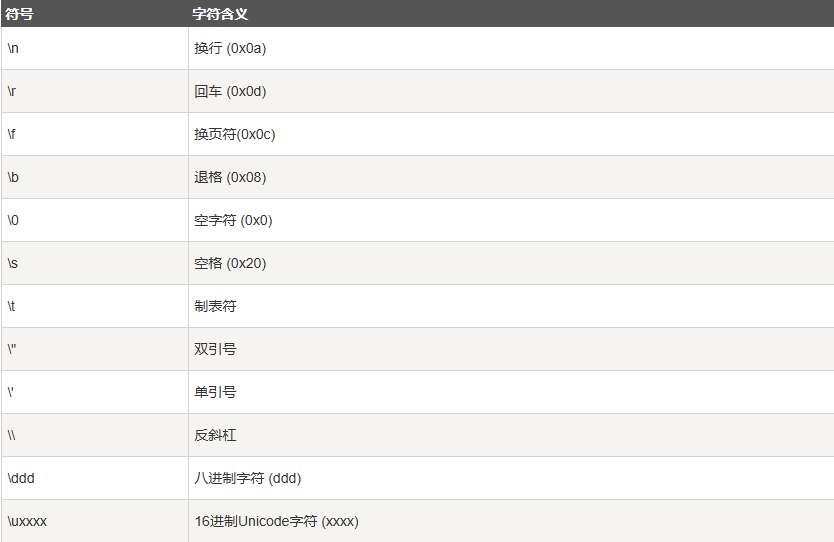 符号 字符含义
\n 换行 (0x0a)
\r 回车 (0x0d)
\f 换页符(0x0c)
\b 退格 (0x08)
\0 空字符 (0x0)
\s 空格 (0x20)
\t 制表符
\" 双引号
\' 单引号
\\ 反斜杠
\ddd 八进制字符 (ddd)
\uxxxx 16进制Unicode字符 (xxxx)